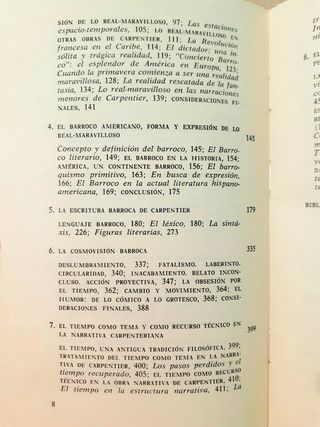 SIÓN DE LO REAL-MARAVILLOSO, 97; Las estaciones
espacio-temporales, 105; LO REAL-MARAVILLOSO EN
OTRAS OBRAS DE CARPENTIER, 111; La Revolución
francesa en el Caribe, 114; El dictador: una in-
sólita y trágica realidad, 119; "Concierto Barro-
co": el esplendor de América en Europa, 123;
Cuando la primavera comienza a ser una realidad
maravillosa, 128; La realidad rescatada de la fan-
tasía, 134; LO REAL-MARAVILLOSO EN LAS NARRACIONES
MENORES DE CARPENTIER, 139; CONSIDERACIONES FI-
NALES, 141
4. EL BARROCO AMERICANO, FORMA Y EXPRESIÓN DE LO
REAL-MARAVILLOSO 145
Concepto y definición del barroco, 145; El Ba-
rroco literario, 149; EL BARROCO EN LA HISTORIA, 154;
AMÉRICA, UN CONTINENTE BARROCO, 156; El ba-
rroquismo primitivo, 163; En busca de expresión,
166; El Barroco en la actual literatura hispano-
americana, 169; CONCLUSIÓN, 175
5. LA ESCRITURA BARROCA DE CARPENTIER 179
LENGUAJE BARROCO, 180; El léxico, 180; La sintá-
xis, 226; Figuras literarias, 273
6. LA COSMOVISIÓN BARROCA 335
DESLUMBRAMIENTO, 337; FATALISMO. LABERINTO.
CIRCULARIDAD, 340; INACABAMIENTO. RELATO INCON-
CLUSO. ACCIÓN PROYECTIVA, 347; LA OBSESIÓN POR
EL TIEMPO, 362; CAMBIO Y MOVIMIENTO, 364; EL
HUMOR: DE LO CÓMICO A LO GROTESCO, 368; CONSI-
DERACIONES FINALES, 388
7. EL TIEMPO COMO TEMA Y COMO RECURSO TÉCNICO EN
LA NARRATIVA CARPENTERIANA 399
EL TIEMPO, UNA ANTIGUA TRADICIÓN FILOSÓFICA, 399;
TRATAMIENTO DEL TIEMPO COMO TEMA EN LA NARRA-
TIVA DE CARPENTIER, 400; Los pasos perdidos y el
tiempo recuperado, 405; EL TIEMPO COMO RECURSO
TÉCNICO EN LA OBRA NARRATIVA DE CARPENTIER, 410;
El tiempo en la estructura narrativa, 411; La
8
8.
BIBL